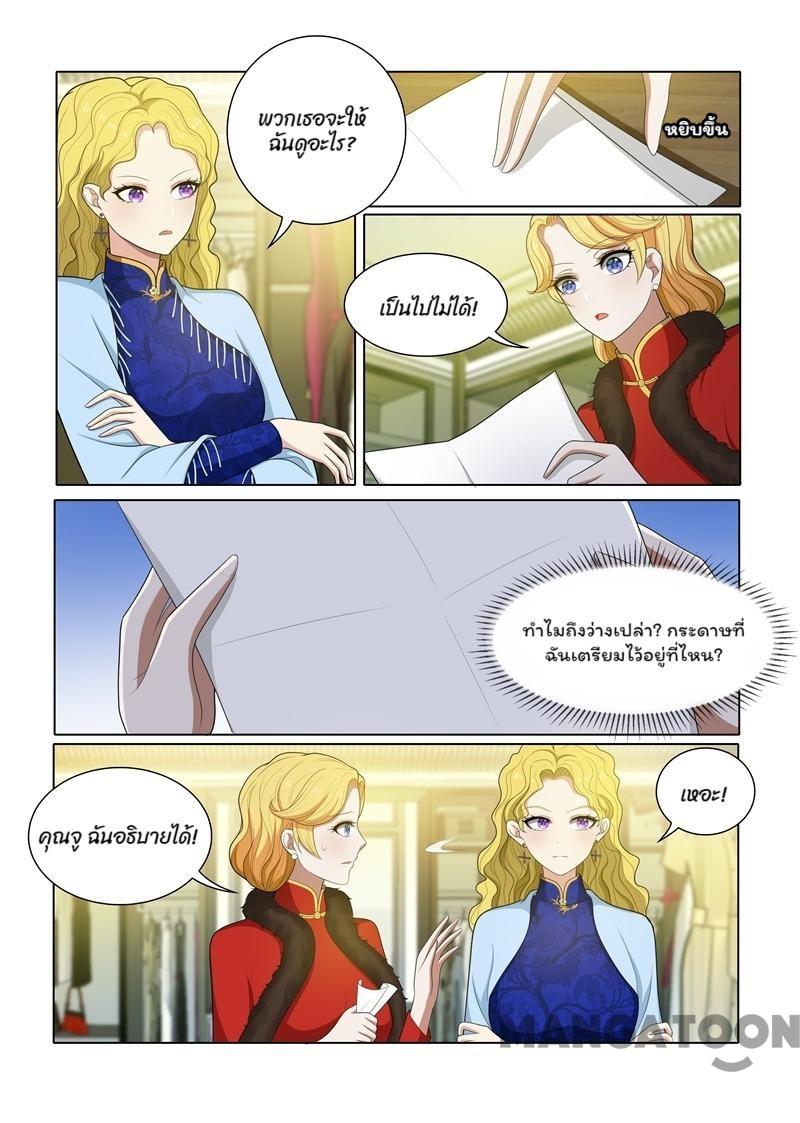 พวกเธอจะให้
ฉันดูอะไร?
หยิบขึ้น
เป็นไปไม่ได้!
ทำไมถึงว่างเปล่า? กระดาษที่
ฉันเตรียมไว้อยู่ที่ไหน?
คุณจู ฉันอธิบายได้!
เหอะ!
MANGATOON